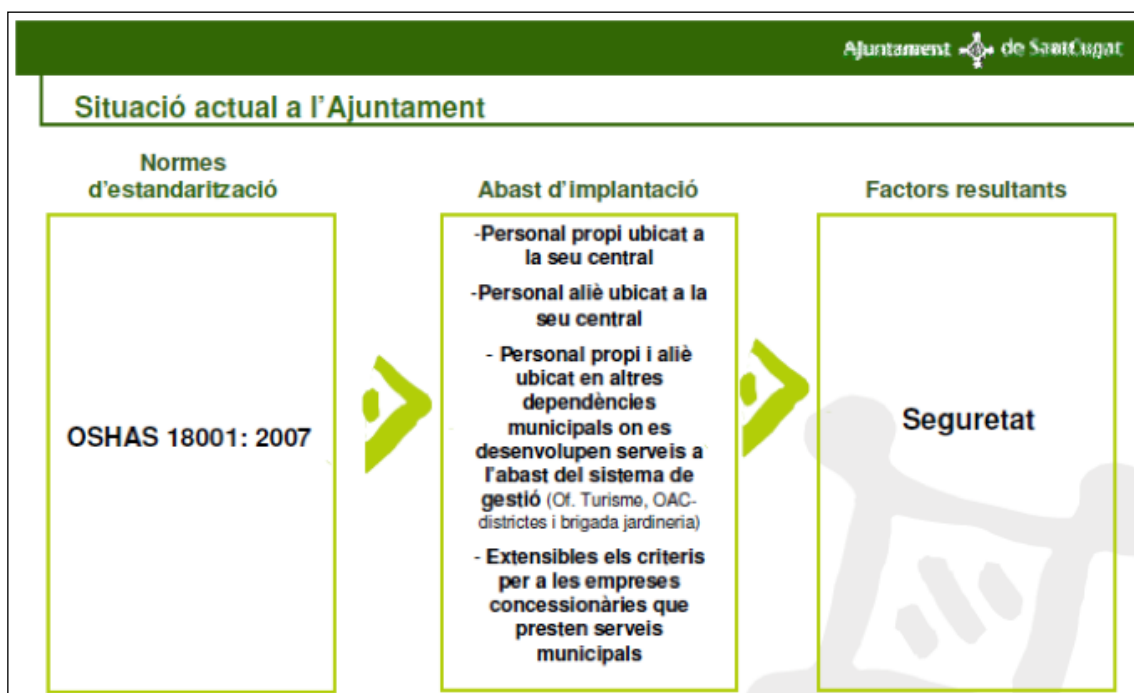 Ajuntament de SantCugat
Situació actual a l'Ajuntament
Normes
d'estandarització
OSHAS 18001: 2007
Abast d'implantació
-Personal propi ubicat a
la seu central
-Personal aliè ubicat a la
seu central
- Personal propi i aliè
ubicat en altres
dependències
municipals on es
desenvolupen serveis a
l'abast del sistema de
gestió (Of. Turisme, OAC-
districtes i brigada jardineria)
- Extensibles els criteris
per a les empreses
concessionàries que
presten serveis
municipals
Factors resultants
Seguretat